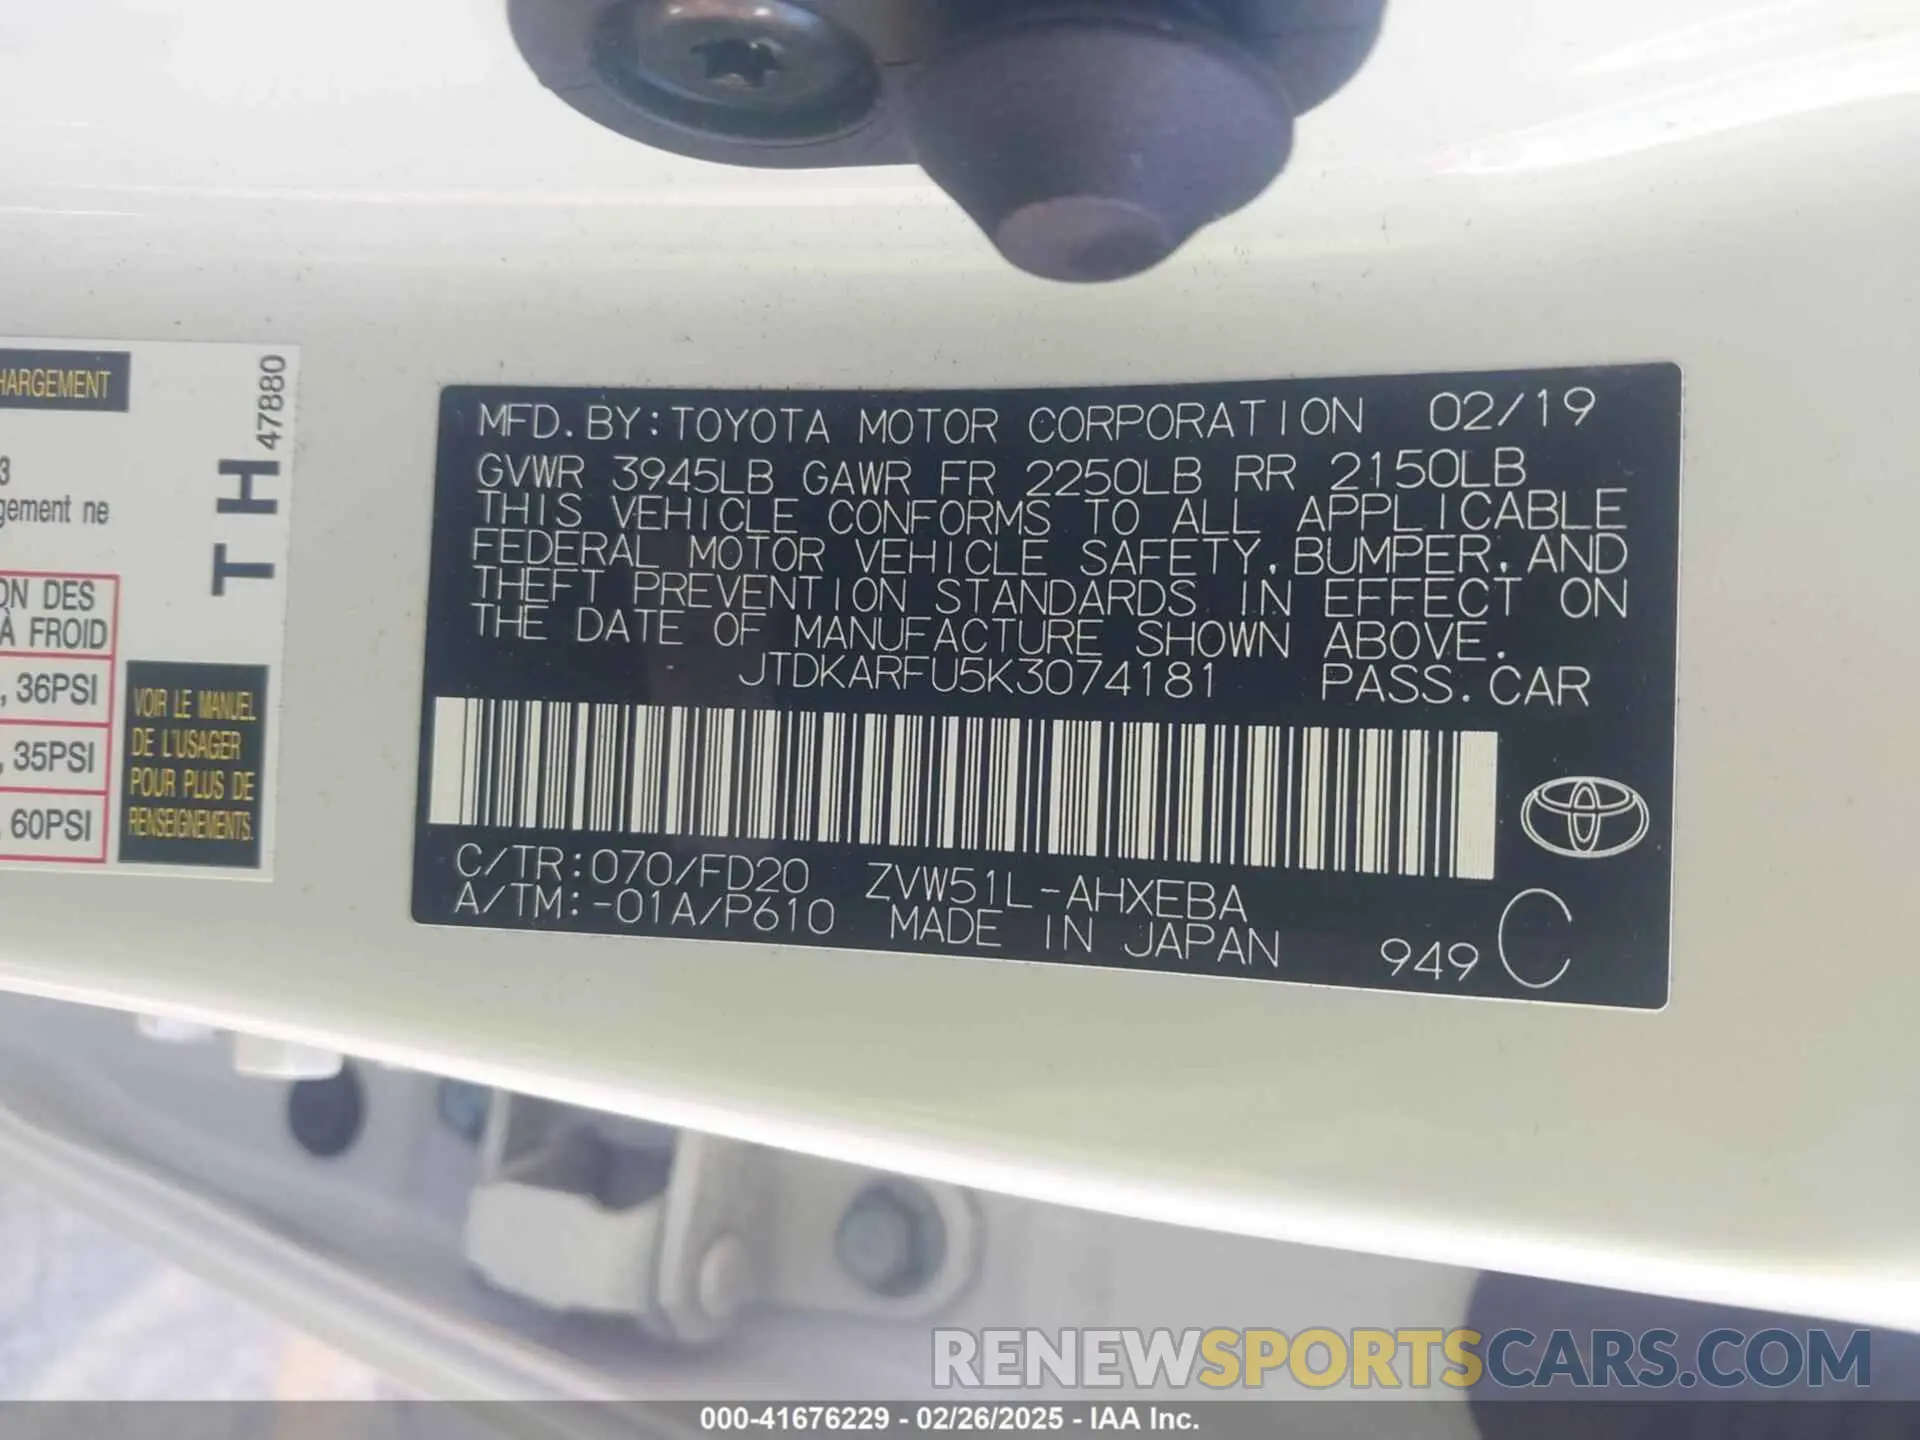 HARGEMENT
47880
TH
3
gement ne
ON DES
À FROID
, 36PSI
, 35PSI
, 60PSI
VOIR LE MANUEL
DE L'USAGER
POUR PLUS DE
RENSEIGNEMENTS.
MFD. BY: TOYOTA MOTOR CORPORATION 02/19
GVWR 3945LB GAWR FR 2250LB RR 2150LB
THIS VEHICLE CONFORMS TO ALL APPLICABLE
FEDERAL MOTOR VEHICLE SAFETY, BUMPER, AND
THEFT PREVENTION STANDARDS IN EFFECT ON
THE DATE OF MANUFACTURE SHOWN ABOVE.
JTDKARFU5K3074181 PASS. CAR
C/TR: 070/FD20 ZVW51L-AHXEBA
A/TM: -01A/P610 MADE IN JAPAN 949 C
RENEWSPORTSCARS.COM
000-41676229 - 02/26/2025 - IAA Inc.